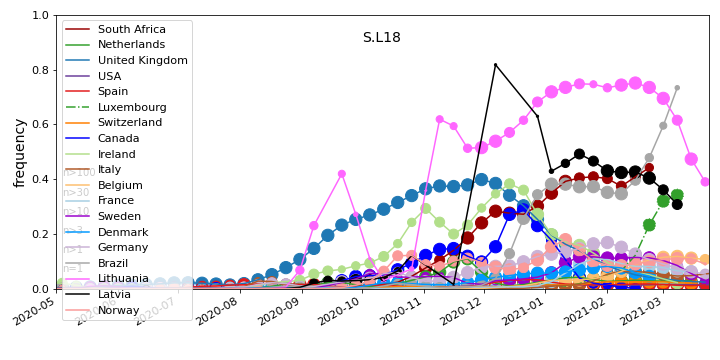 S.L18
frequency
1.0
0.8
0.6
0.4
0.2
0.0
South Africa
Netherlands
United Kingdom
USA
Spain
Luxembourg
Switzerland
Canada
Ireland
Italy
Belgium
France
Sweden
Denmark
Germany
Brazil
Lithuania
Latvia
Norway
n>100
n>30
n>10
n>3
n>1
n=1
2020-05
2020-06
2020-07
2020-08
2020-09
2020-10
2020-11
2020-12
2021-01
2021-02
2021-03